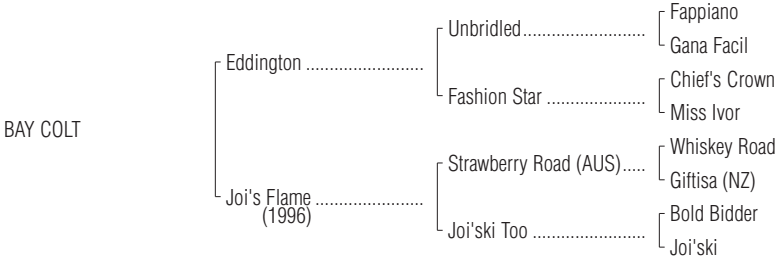 Fappiano
Unbridled.........................
Gana Facil
Eddington ........................
Chief's Crown
Fashion Star ....................
Miss Ivor
BAY COLT
Whiskey Road
Strawberry Road (AUS).....
Giftisa (NZ)
Joi's Flame ......................
(1996)
Bold Bidder
Joi'ski Too .......................
Joi'ski